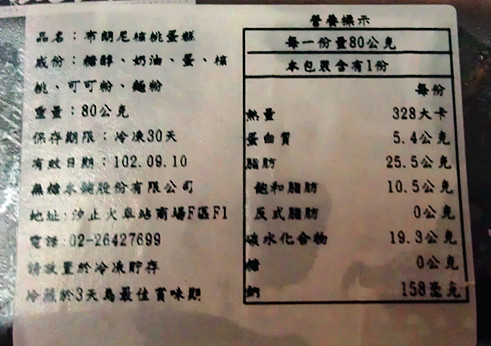 品名：布朗尼核桃蛋糕
成份：糖醇、奶油、蛋、核
桃、可可粉、麵粉
重量：80公克
保存期限：冷凍30天
有效日期：102.09.10
無糖本舖股份有限公司
地址：汐止火車站商場F區F1
電話：02-26427699
請放置於冷凍貯存
冷藏於3天為最佳賞味期
營養標示
每一份量80公克
本包裝含有1份
每份
熱量 328大卡
蛋白質 5.4公克
脂肪 25.5公克
飽和脂肪 10.5公克
反式脂肪 0公克
碳水化合物 19.3公克
糖 0公克
鈉 158毫克